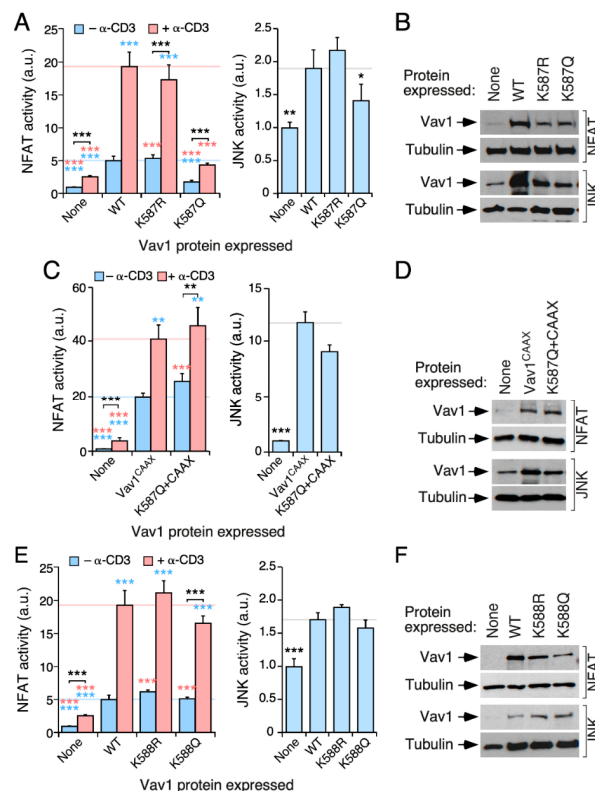 A
− α-CD3 + α-CD3
NFAT activity (a.u.)
25
20
15
10
5
0
***
***
***
***
***
***
***
***
***
***
***
***
***
None
WT
K587R
K587Q
JNK activity (a.u.)
2.5
2.0
1.5
1.0
0.5
0
**
*
None
WT
K587R
K587Q
Vav1 protein expressed
B
Protein
expressed:
None
WT
K587R
K587Q
Vav1
Tubulin
NFAT
Vav1
Tubulin
JNK
C
− α-CD3 + α-CD3
NFAT activity (a.u.)
60
40
20
0
***
***
***
***
***
**
***
**
**
None
Vav1CAAX
K587Q+CAAX
JNK activity (a.u.)
15
10
5
0
***
None
Vav1CAAX
K587Q+CAAX
Vav1 protein expressed
D
Protein
expressed:
None
Vav1CAAX
K587Q+CAAX
Vav1
Tubulin
NFAT
Vav1
Tubulin
JNK
E
− α-CD3 + α-CD3
NFAT activity (a.u.)
25
20
15
10
5
0
***
***
***
***
***
***
***
***
***
***
***
None
WT
K588R
K588Q
JNK activity (a.u.)
2.5
2.0
1.5
1.0
0.5
0
***
None
WT
K588R
K588Q
Vav1 protein expressed
F
Protein
expressed:
None
WT
K588R
K588Q
Vav1
Tubulin
NFAT
Vav1
Tubulin
JNK